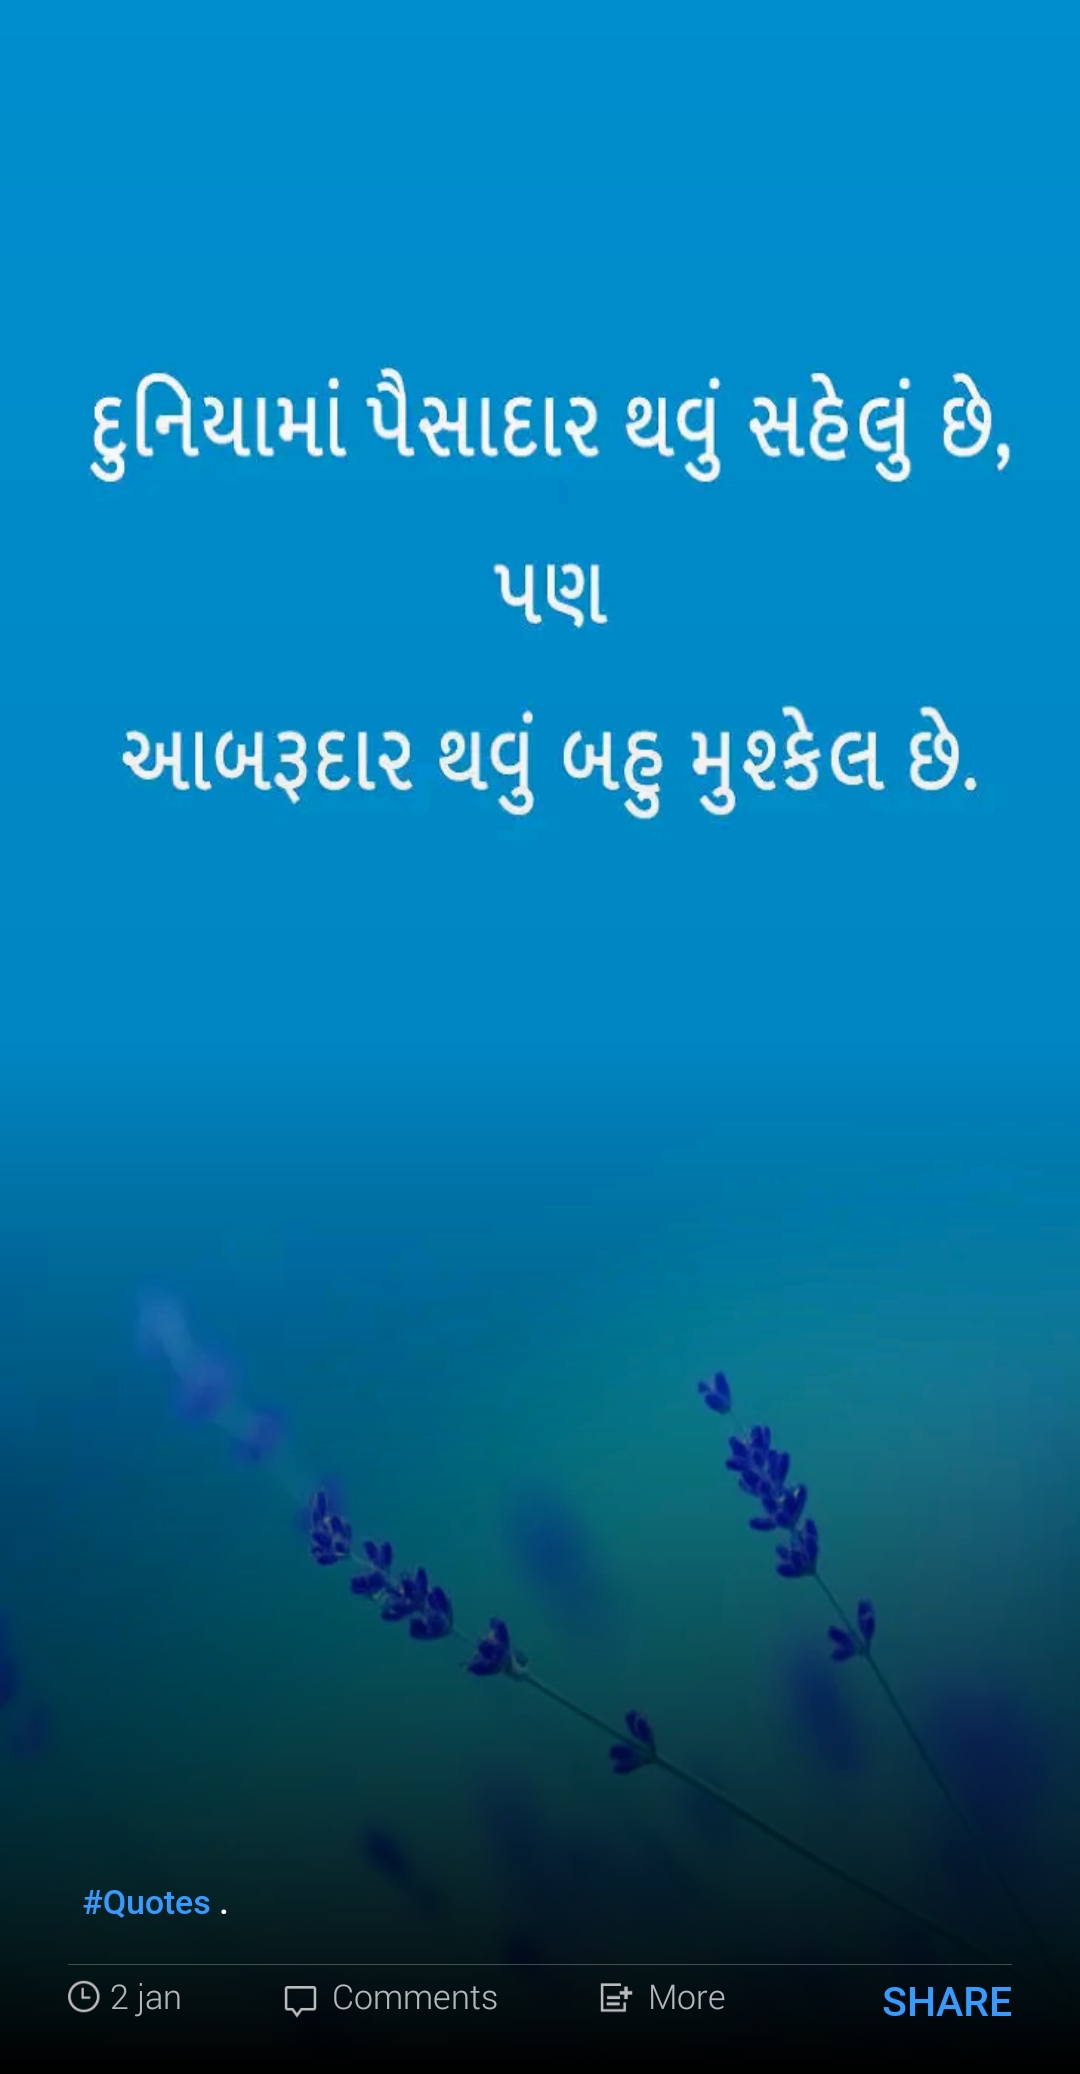 દુનિયામાં પૈસાદાર થવું સહેલું છે,
પણ
આબરૂદાર થવું બહુ મુશ્કેલ છે.
#Quotes .
2 jan Comments More SHARE